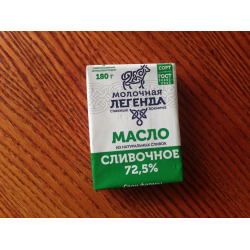 180 г
СОРТ
ГОСТ
МОЛОЧНАЯ
ЛЕГЕНДА
МАСЛО
ИЗ НАТУРАЛЬНЫХ СЛИВОК
СЛИВОЧНОЕ
72,5%